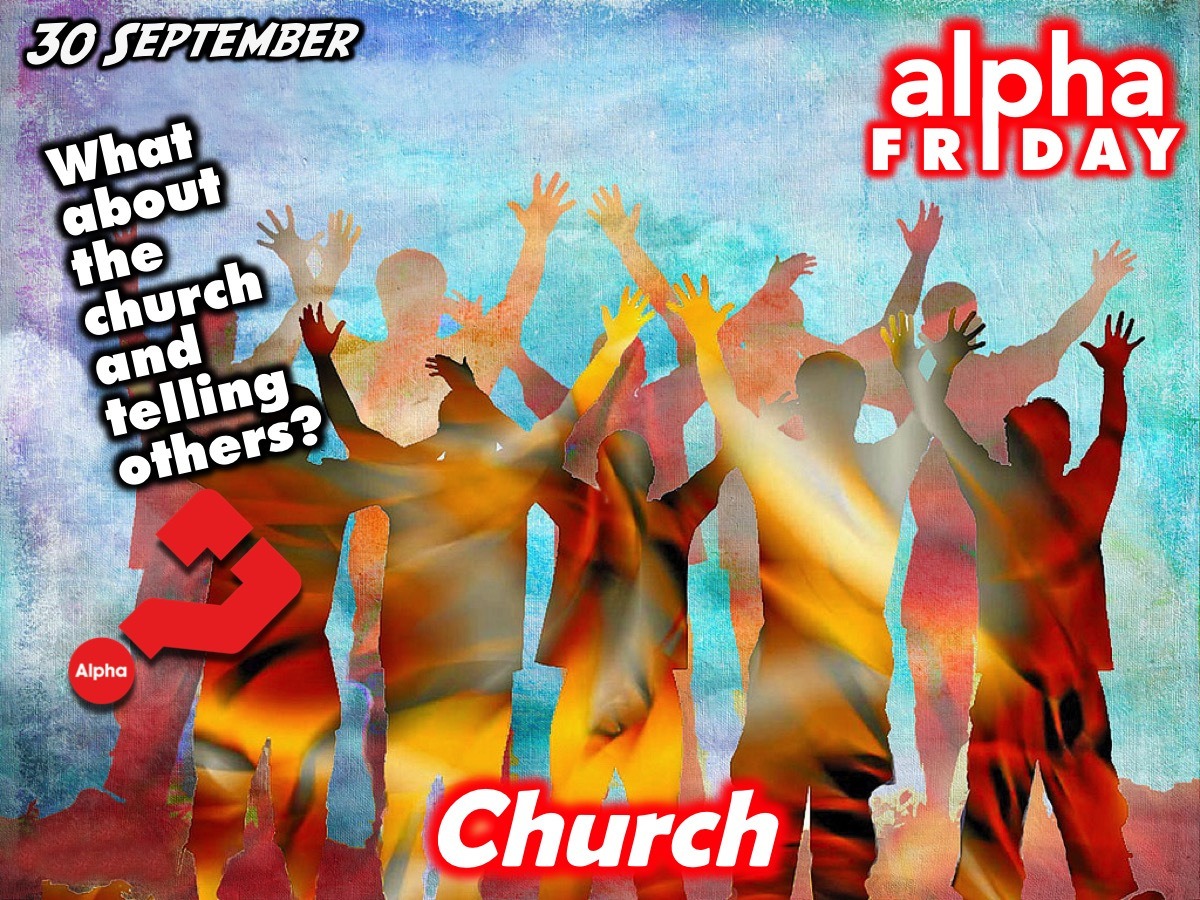 30 SEPTEMBER
alpha
FRIDAY
What
about
the
church
and
telling
others?
Alpha
Church